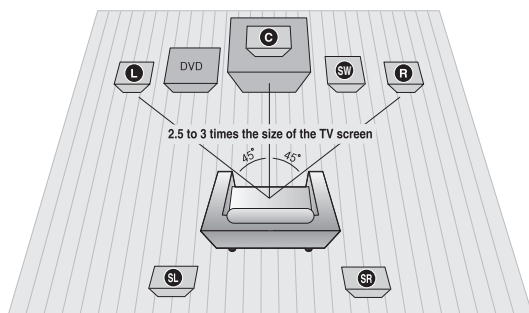 C
L
DVD
SW
R
2.5 to 3 times the size of the TV screen
45° 45°
SL
SR